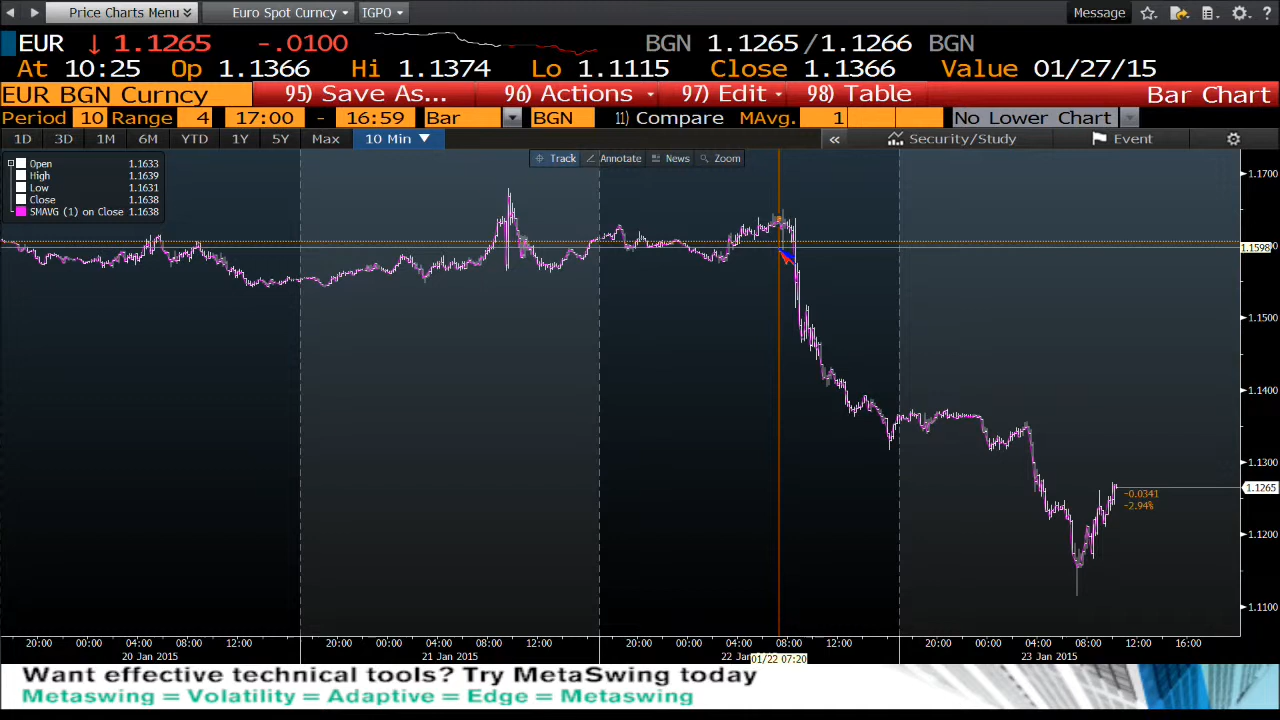 Price Charts Menu Euro Spot Curncy IGPO Message ?
EUR ↓ 1.1265 -.0100 BGN 1.1265/1.1266 BGN
At 10:25 Op 1.1366 Hi 1.1374 Lo 1.1115 Close 1.1366 Value 01/27/15
EUR BGN Curncy 95) Save As... 96) Actions 97) Edit 98) Table Bar Chart
Period 10 Range 4 17:00 - 16:59 Bar BGN 11) Compare MAvg. 1 No Lower Chart
1D 3D 1M 6M YTD 1Y 5Y Max 10 Min « Security/Study Event
Track Annotate News Zoom
Open 1.1633
High 1.1639
Low 1.1631
Close 1.1638
SMAVG (1) on Close 1.1638
1.1700
1.1598
1.1500
1.1400
1.1300
1.1265
-0.0341
-2.94%
1.1200
1.1100
20:00 00:00 04:00 08:00 12:00 20:00 00:00 04:00 08:00 12:00 20:00 00:00 04:00 08:00 12:00 20:00 00:00 04:00 08:00 12:00 16:00
20 Jan 2015 21 Jan 2015 22 Jan 01/22 07:20 23 Jan 2015
Want effective technical tools? Try MetaSwing today
Metaswing = Volatility = Adaptive = Edge = Metaswing